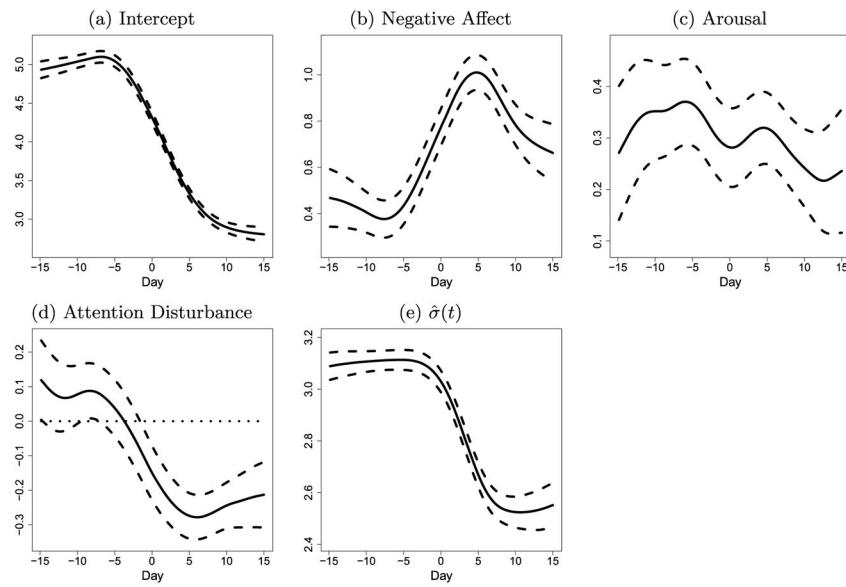 (a) Intercept
(b) Negative Affect
(c) Arousal
5.0
4.5
4.0
3.5
3.0
−15 −10 −5 0 5 10 15
Day
1.0
0.8
0.6
0.4
−15 −10 −5 0 5 10 15
Day
0.4
0.3
0.2
0.1
−15 −10 −5 0 5 10 15
Day
(d) Attention Disturbance
(e) σ̂(t)
0.2
0.1
0.0
−0.1
−0.2
−0.3
−15 −10 −5 0 5 10 15
Day
3.2
3.0
2.8
2.6
2.4
−15 −10 −5 0 5 10 15
Day